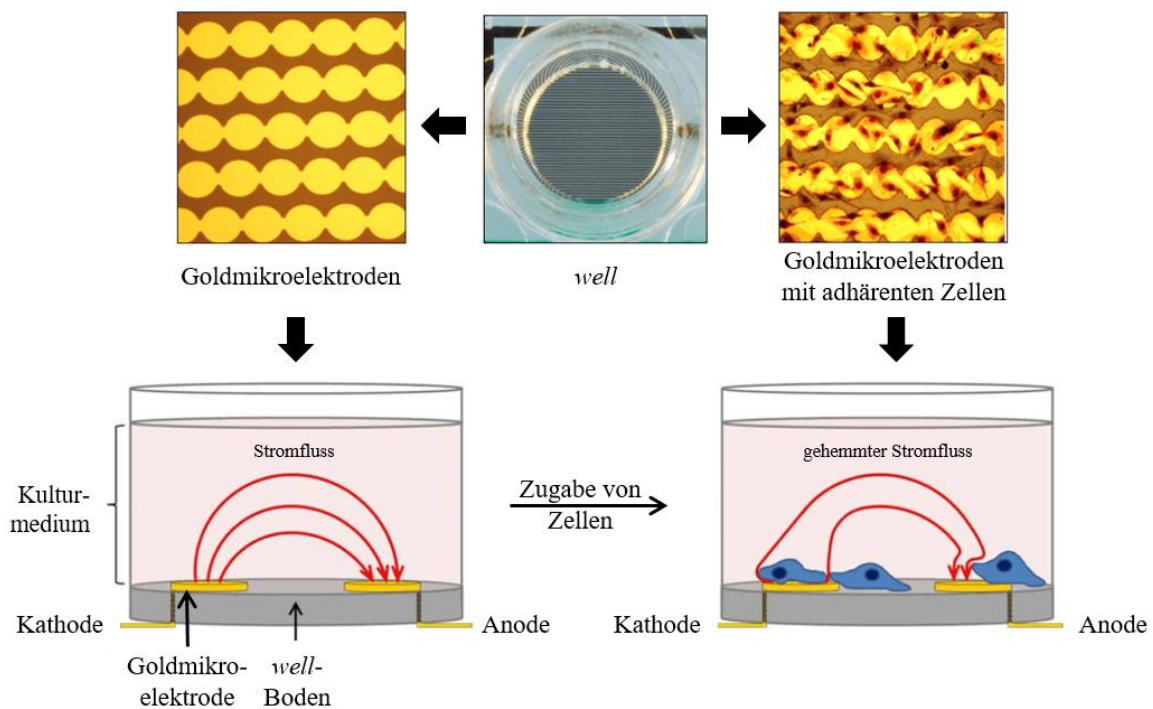 Goldmikroelektroden
well
Goldmikroelektroden
mit adhärenten Zellen
Stromfluss
Kultur-
medium
Kathode
Anode
Goldmikro-
elektrode
well-
Boden
Zugabe von
Zellen
gehemmter Stromfluss
Kathode
Anode